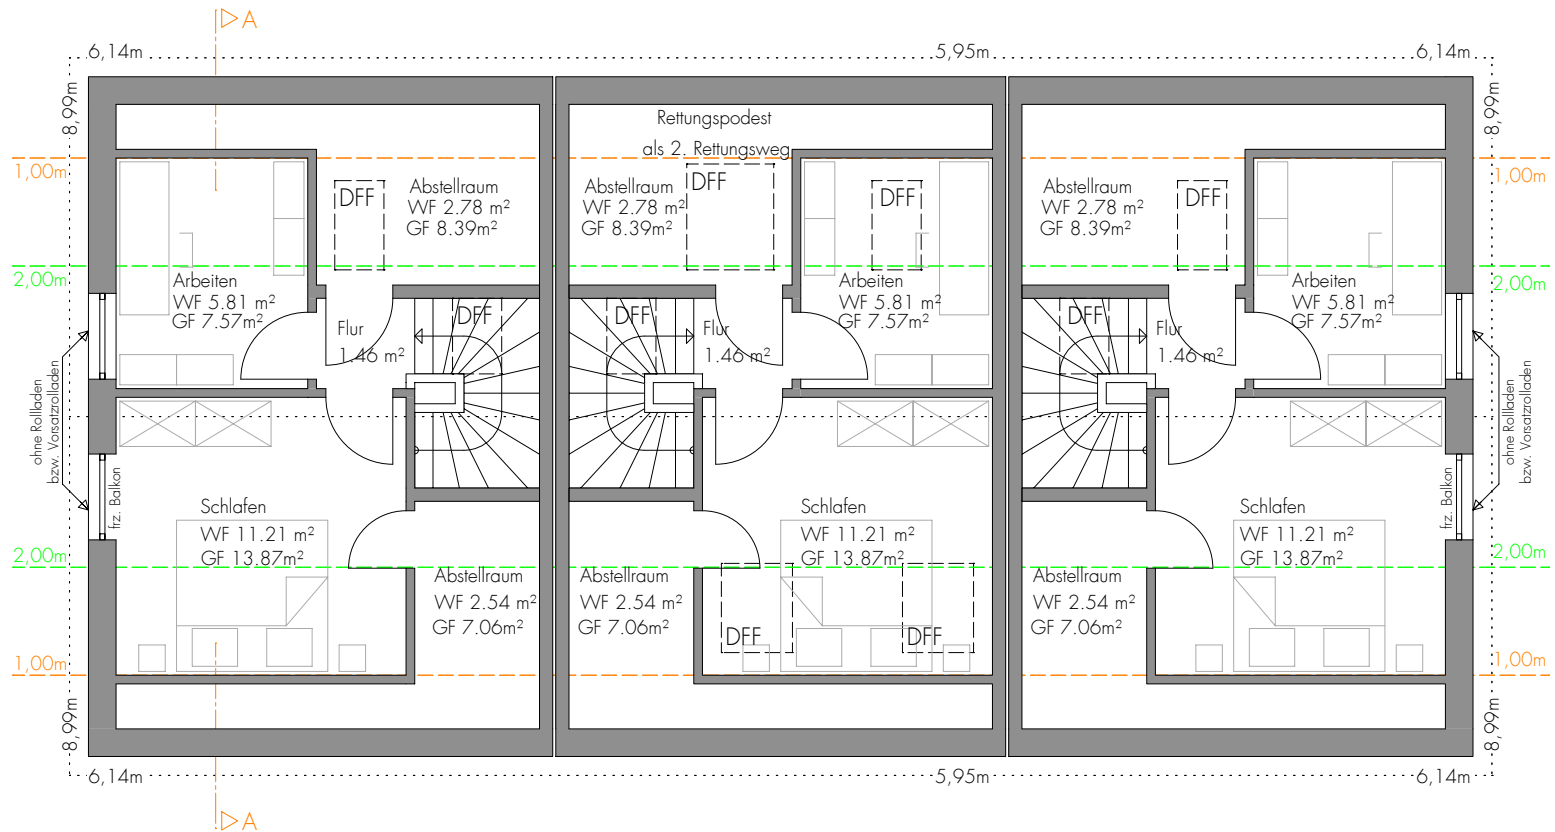 A
6,14m
5,95m
6,14m
8,99m
8,99m
Rettungspodest
als 2. Rettungsweg
1,00m
1,00m
DFF
Abstellraum
WF 2.78 m²
GF 8.39m²
Abstellraum
WF 2.78 m²
GF 8.39m²
DFF
DFF
Abstellraum
WF 2.78 m²
GF 8.39m²
DFF
2,00m
2,00m
Arbeiten
WF 5.81 m²
GF 7.57m²
Arbeiten
WF 5.81 m²
GF 7.57m²
Arbeiten
WF 5.81 m²
GF 7.57m²
Flur
1.46 m²
DFF
DFF
Flur
1.46 m²
DFF
Flur
1.46 m²
ohne Rollladen
bzw. Vorsatzrolladen
ohne Rollladen
bzw. Vorsatzrolladen
frz. Balkon
frz. Balkon
Schlafen
WF 11.21 m²
GF 13.87m²
Schlafen
WF 11.21 m²
GF 13.87m²
Schlafen
WF 11.21 m²
GF 13.87m²
2,00m
2,00m
Abstellraum
WF 2.54 m²
GF 7.06m²
Abstellraum
WF 2.54 m²
GF 7.06m²
DFF
DFF
Abstellraum
WF 2.54 m²
GF 7.06m²
1,00m
1,00m
8,99m
8,99m
6,14m
5,95m
6,14m
A